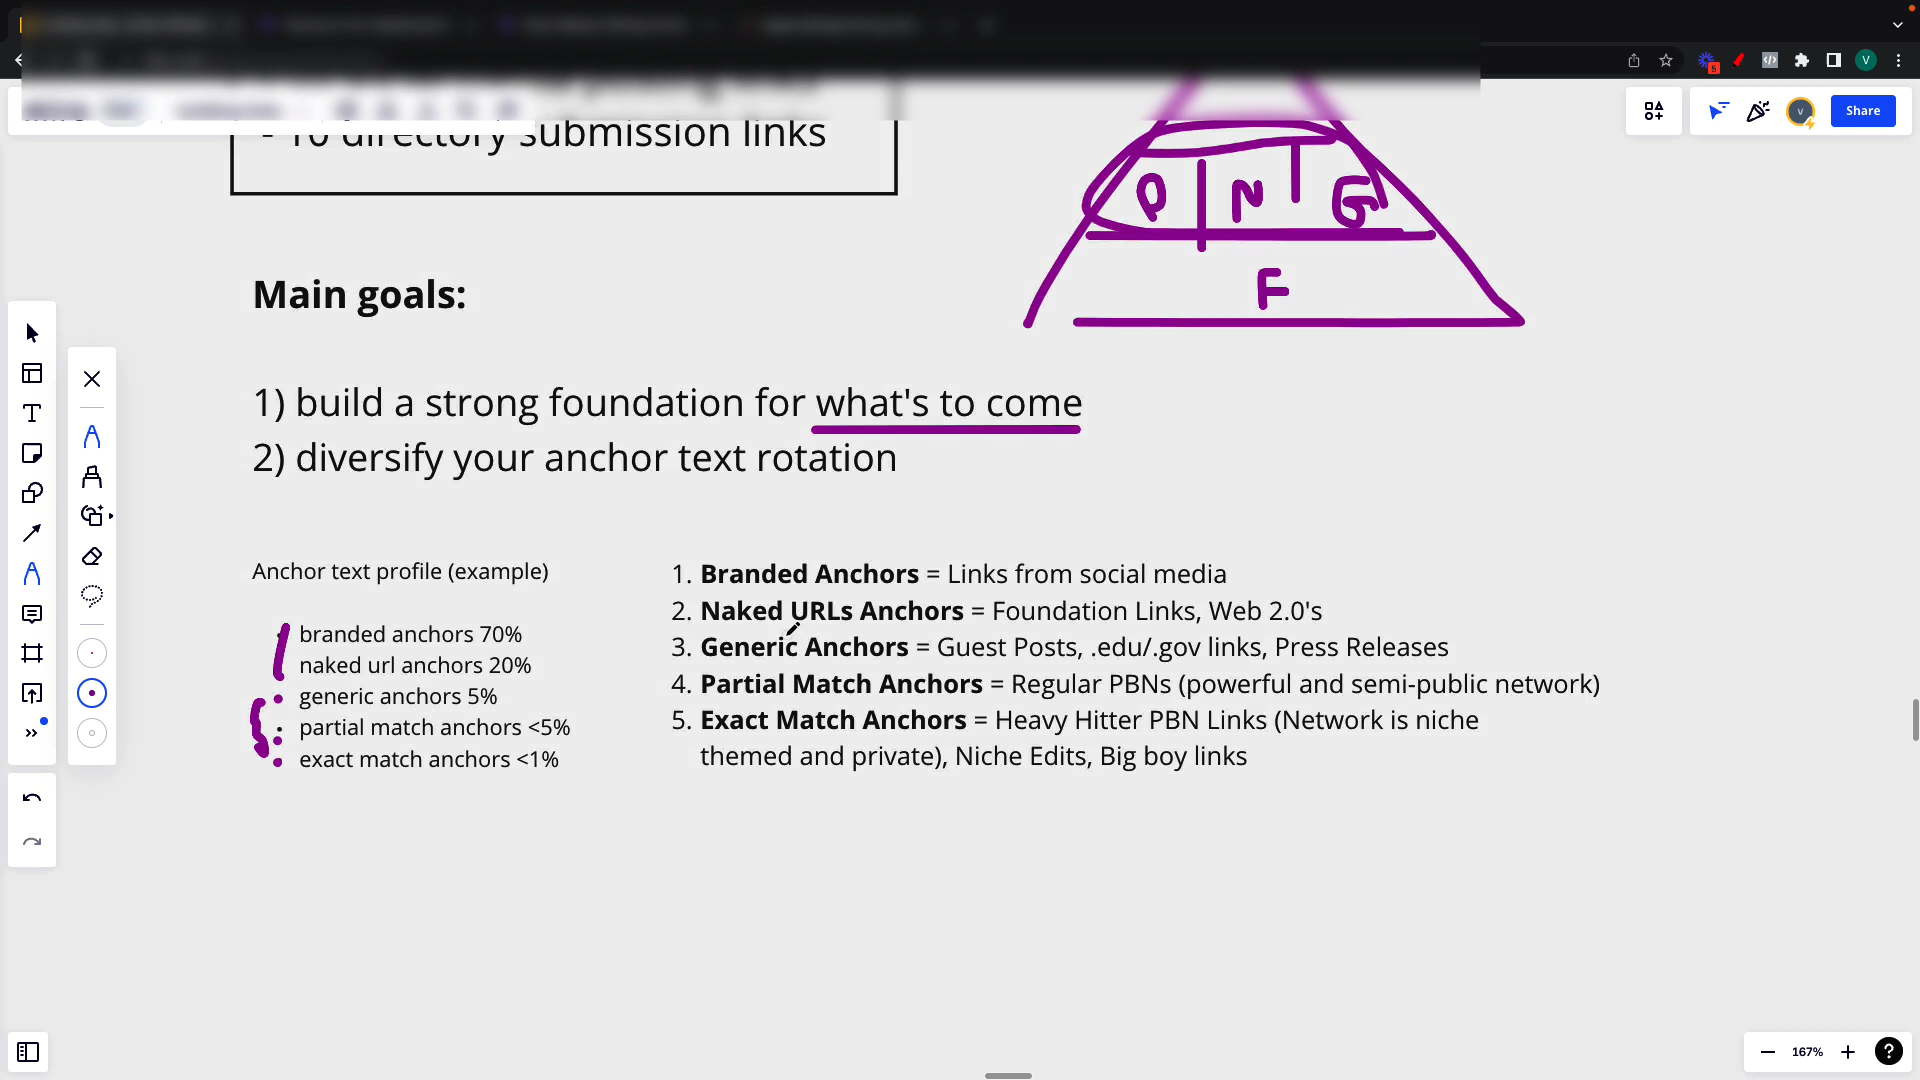 - 10 directory submission links
Share
P N G
F
Main goals:
1) build a strong foundation for what's to come
2) diversify your anchor text rotation
Anchor text profile (example)
branded anchors 70%
naked url anchors 20%
generic anchors 5%
partial match anchors <5%
exact match anchors <1%
1. Branded Anchors = Links from social media
2. Naked URLs Anchors = Foundation Links, Web 2.0's
3. Generic Anchors = Guest Posts, .edu/.gov links, Press Releases
4. Partial Match Anchors = Regular PBNs (powerful and semi-public network)
5. Exact Match Anchors = Heavy Hitter PBN Links (Network is niche
themed and private), Niche Edits, Big boy links
167%